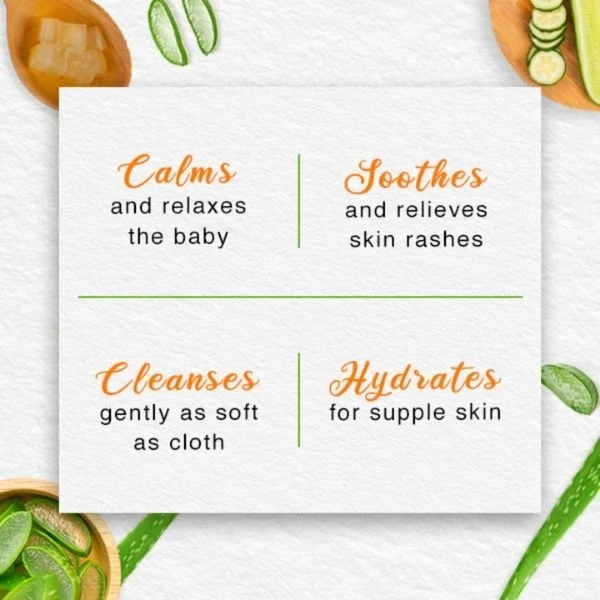 Calms
and relaxes
the baby
Soothes
and relieves
skin rashes
Cleanses
gently as soft
as cloth
Hydrates
for supple skin